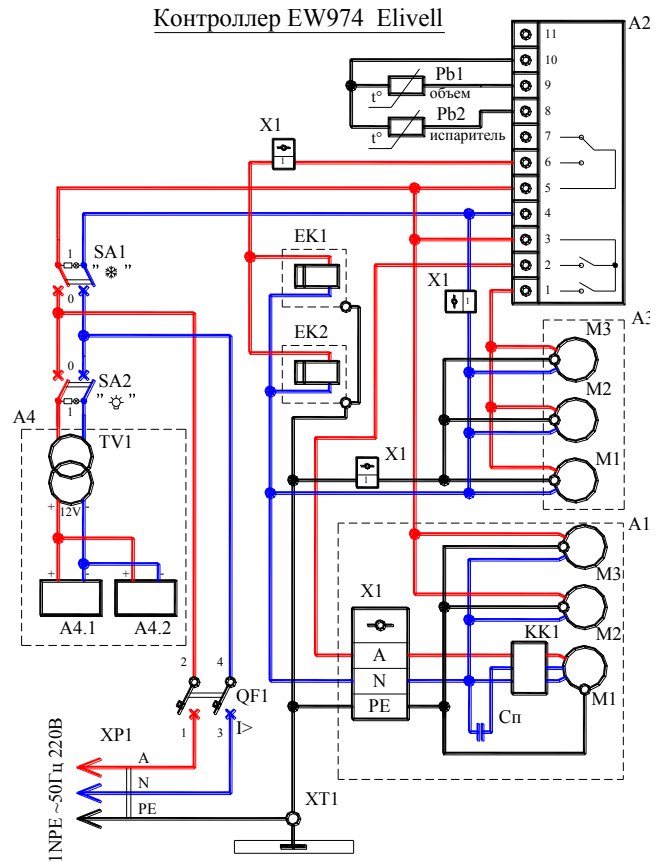 Контроллер EW974 Elivell
A2
11
10
9
8
7
6
5
4
3
2
1
Pb1
объем
t°
Pb2
испаритель
t°
X1
1
SA1
1
" ❄ "
0
EK1
EK2
X1
1
A3
M3
M2
M1
0
SA2
1
" 💡 "
A4
TV1
12V
+ -
+ -
+ -
A4.1
A4.2
X1
1
A1
M3
M2
M1
X1
A
N
PE
KK1
Cп
2
4
QF1
1
3
I>
XP1
A
N
PE
1NPE ~50Гц 220В
XT1